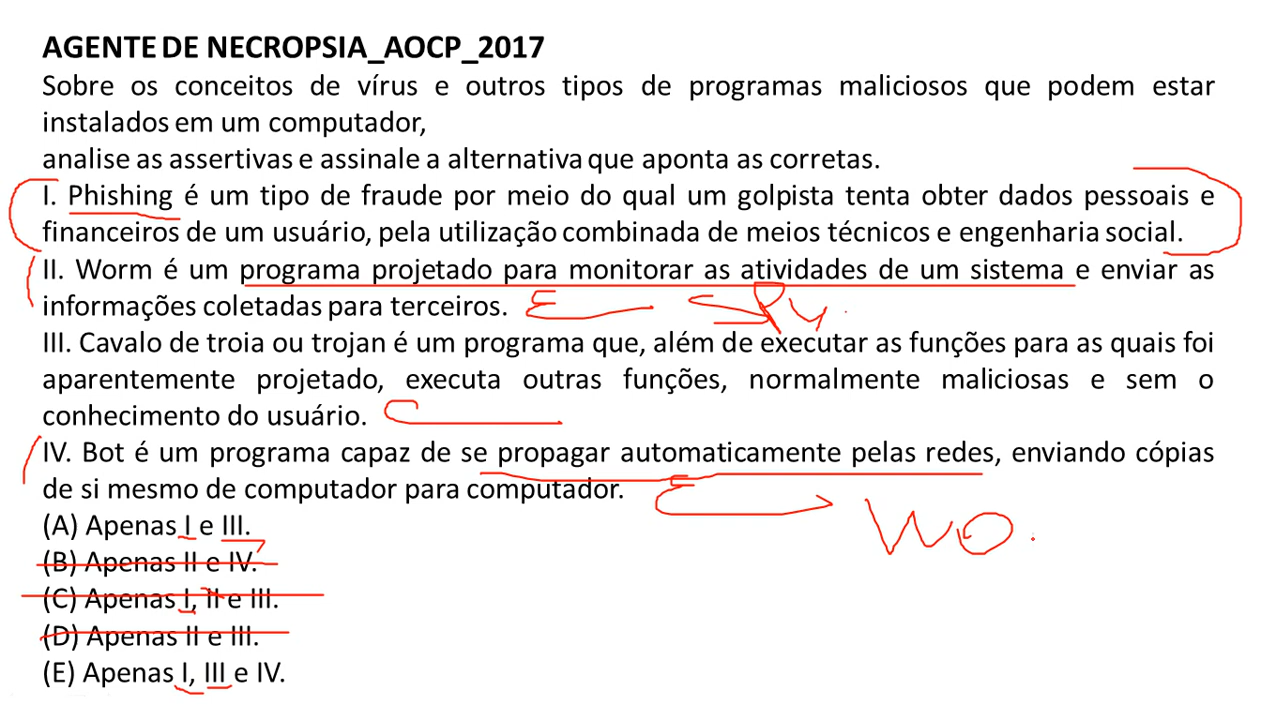 AGENTE DE NECROPSIA_AOCP_2017
Sobre os conceitos de vírus e outros tipos de programas maliciosos que podem estar
instalados em um computador,
analise as assertivas e assinale a alternativa que aponta as corretas.
I. Phishing é um tipo de fraude por meio do qual um golpista tenta obter dados pessoais e
financeiros de um usuário, pela utilização combinada de meios técnicos e engenharia social.
II. Worm é um programa projetado para monitorar as atividades de um sistema e enviar as
informações coletadas para terceiros. E SPY
III. Cavalo de troia ou trojan é um programa que, além de executar as funções para as quais foi
aparentemente projetado, executa outras funções, normalmente maliciosas e sem o
conhecimento do usuário. C
IV. Bot é um programa capaz de se propagar automaticamente pelas redes, enviando cópias
de si mesmo de computador para computador. E
WO.
(A) Apenas I e III.
(B) Apenas II e IV.
(C) Apenas I, II e III.
(D) Apenas II e III.
(E) Apenas I, III e IV.